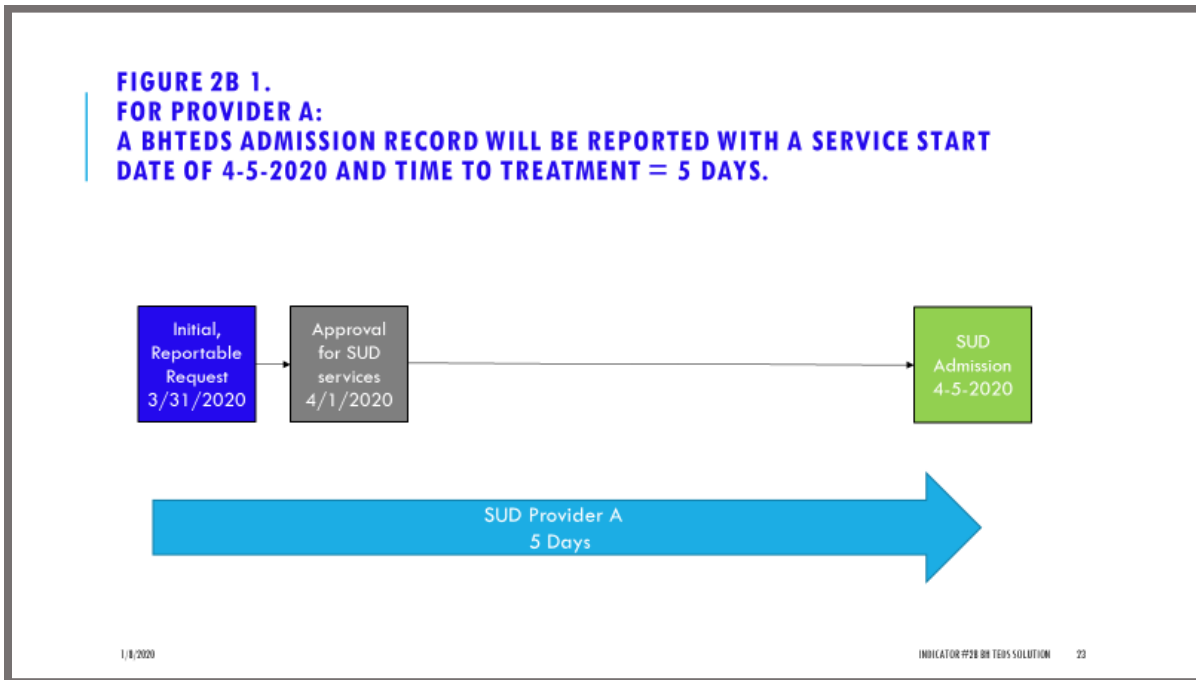 FIGURE 2B 1.
FOR PROVIDER A:
A BHTEDS ADMISSION RECORD WILL BE REPORTED WITH A SERVICE START
DATE OF 4-5-2020 AND TIME TO TREATMENT = 5 DAYS.
Initial,
Reportable
Request
3/31/2020
Approval
for SUD
services
4/1/2020
SUD
Admission
4-5-2020
SUD Provider A
5 Days
1/8/2020
INDICATOR #2B BH TEDS SOLUTION
23